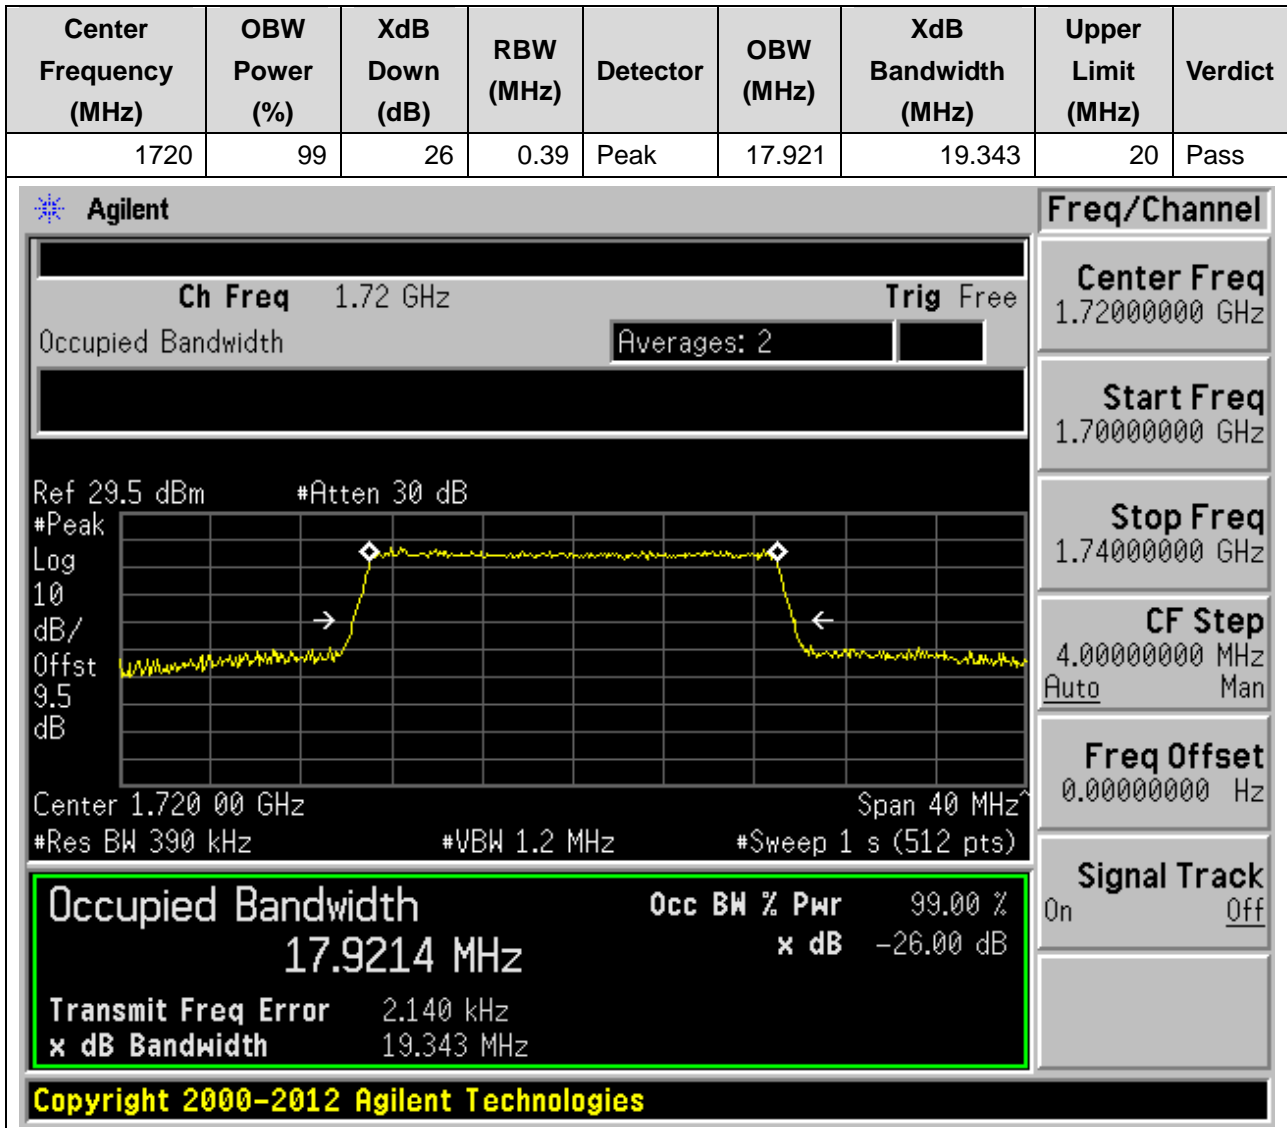 Center Frequency (MHz) OBW Power (%) XdB Down (dB) RBW (MHz) Detector OBW (MHz) XdB Bandwidth (MHz) Upper Limit (MHz) Verdict
1720 99 26 0.39 Peak 17.921 19.343 20 Pass
Agilent
Freq/Channel
Ch Freq 1.72 GHz Trig Free
Occupied Bandwidth Averages: 2
Center Freq
1.72000000 GHz
Start Freq
1.70000000 GHz
Stop Freq
1.74000000 GHz
CF Step
4.00000000 MHz
Auto Man
Freq Offset
0.00000000 Hz
Signal Track
On Off
Ref 29.5 dBm #Atten 30 dB
#Peak
Log
10
dB/
Offst
9.5
dB
Center 1.720 00 GHz Span 40 MHz^
#Res BW 390 kHz #VBW 1.2 MHz #Sweep 1 s (512 pts)
Occupied Bandwidth
17.9214 MHz
Occ BW % Pwr 99.00 %
x dB -26.00 dB
Transmit Freq Error 2.140 kHz
x dB Bandwidth 19.343 MHz
Copyright 2000-2012 Agilent Technologies